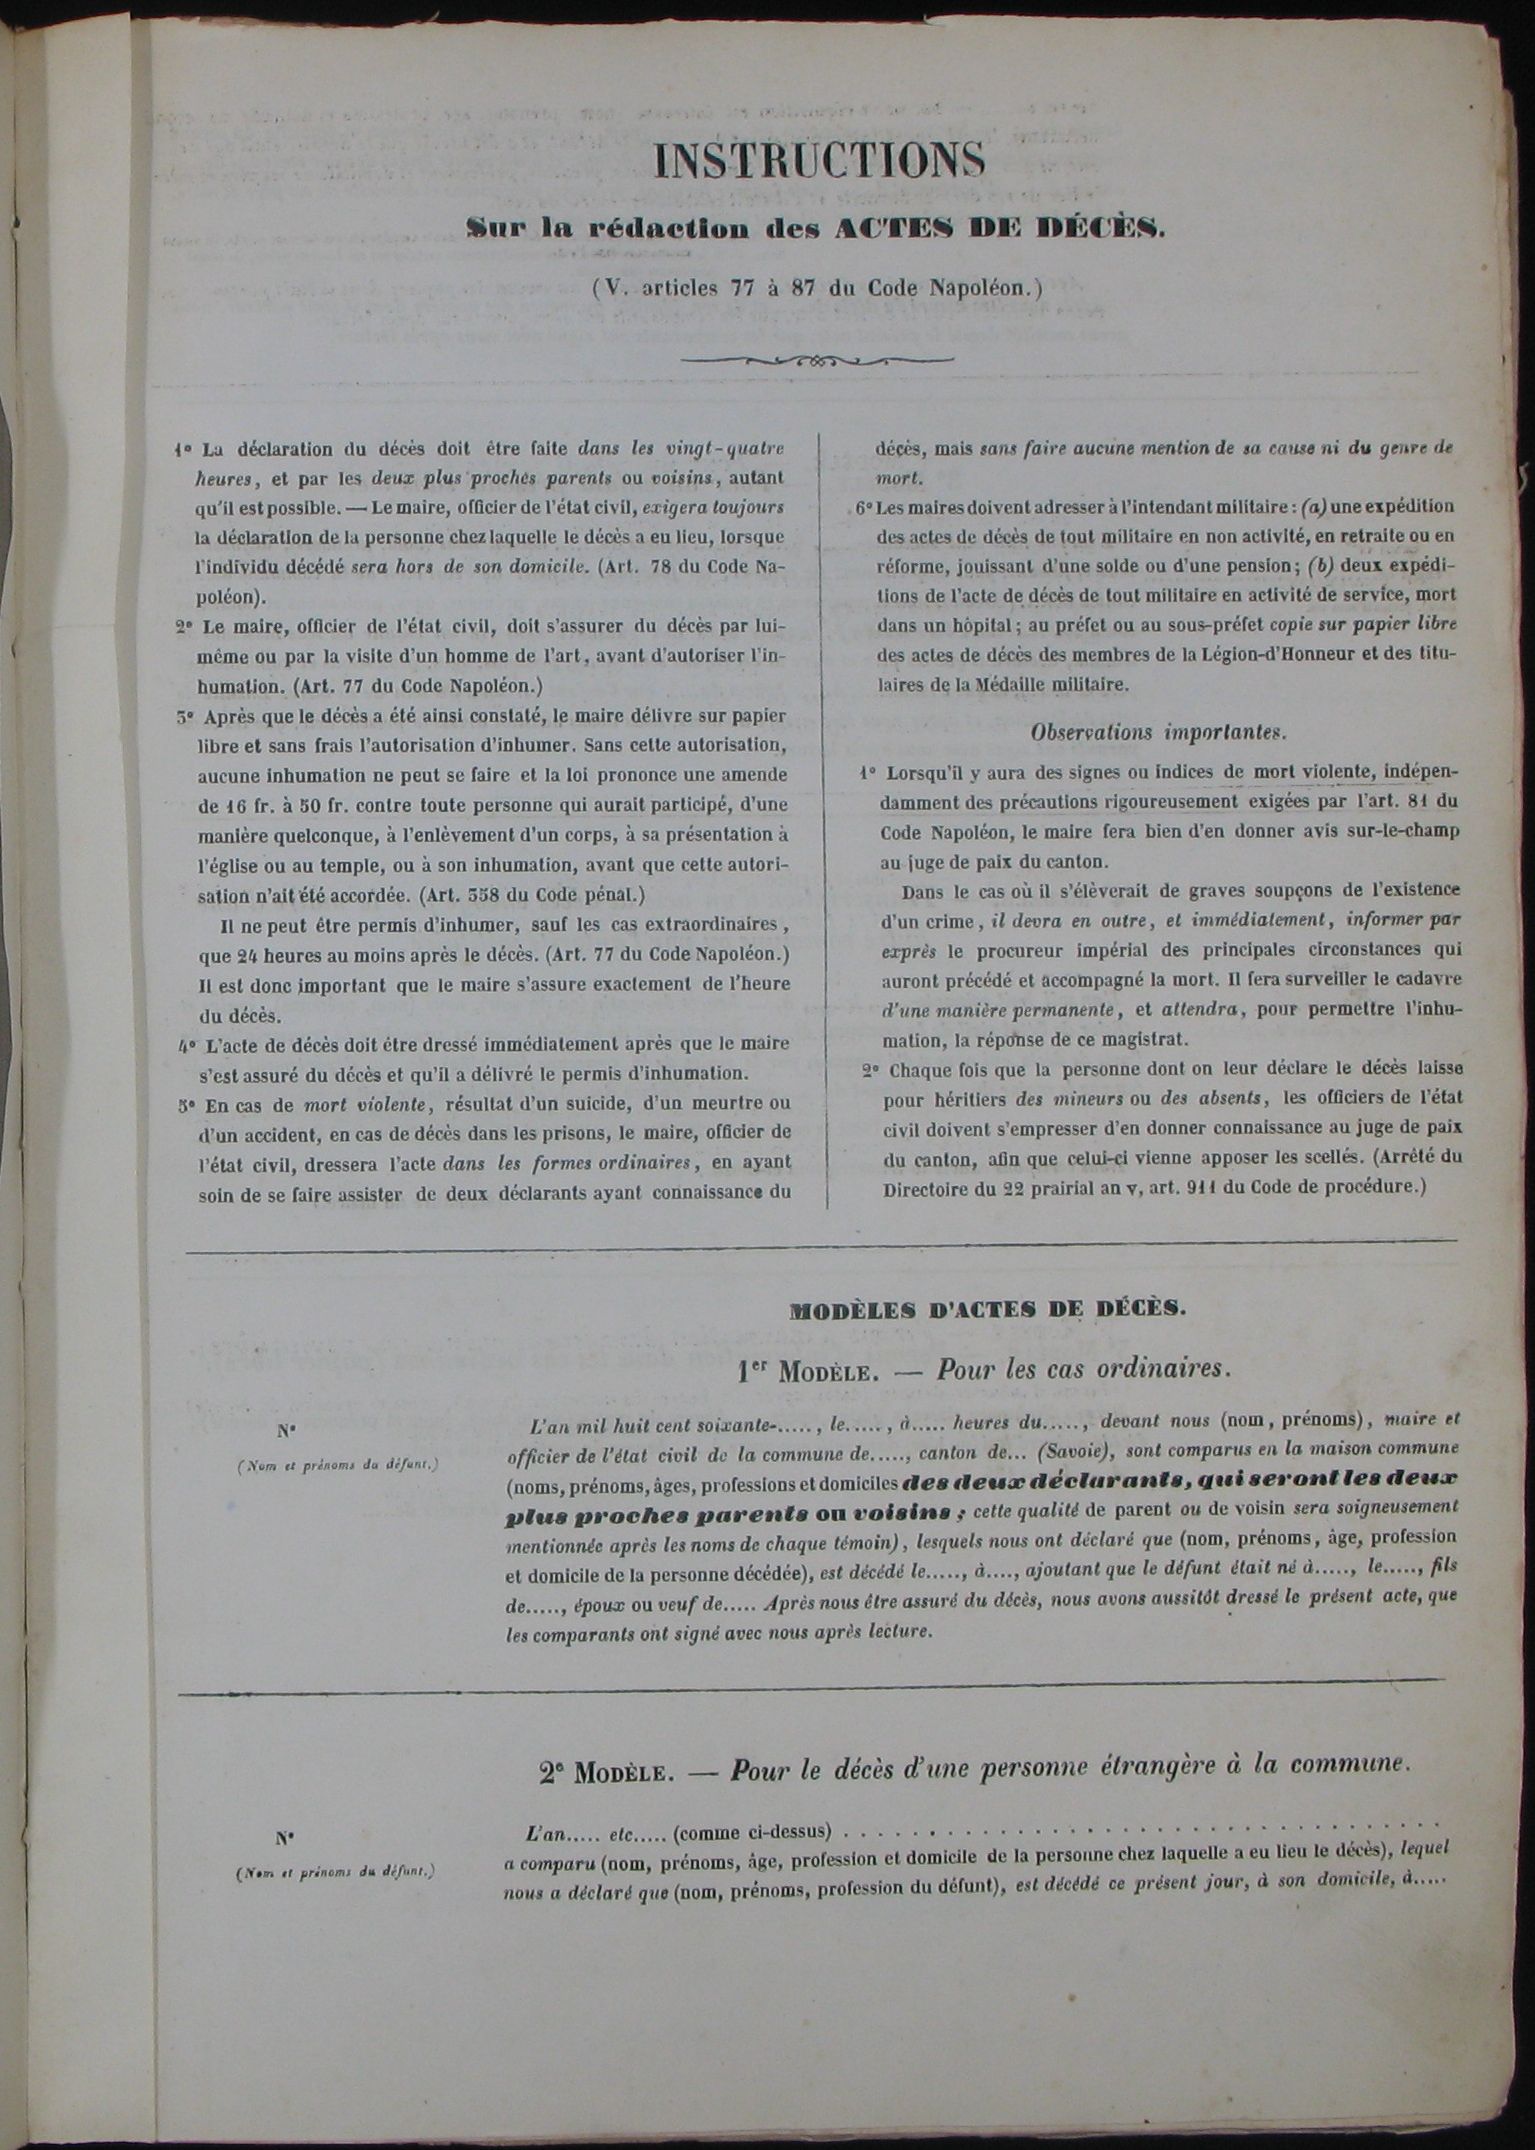 INSTRUCTIONS
Sur la rédaction des ACTES DE DÉCÈS.
(V. articles 77 à 87 du Code Napoléon.)
1° La déclaration du décès doit être faite dans les vingt-quatre
heures, et par les deux plus proches parents ou voisins, autant
qu'il est possible. — Le maire, officier de l'état civil, exigera toujours
la déclaration de la personne chez laquelle le décès a eu lieu, lorsque
l'individu décédé sera hors de son domicile. (Art. 78 du Code Na-
poléon).
2° Le maire, officier de l'état civil, doit s'assurer du décès par lui-
même ou par la visite d'un homme de l'art, avant d'autoriser l'in-
humation. (Art. 77 du Code Napoléon.)
3° Après que le décès a été ainsi constaté, le maire délivre sur papier
libre et sans frais l'autorisation d'inhumer. Sans cette autorisation,
aucune inhumation ne peut se faire et la loi prononce une amende
de 16 fr. à 50 fr. contre toute personne qui aurait participé, d'une
manière quelconque, à l'enlèvement d'un corps, à sa présentation à
l'église ou au temple, ou à son inhumation, avant que cette autori-
sation n'ait été accordée. (Art. 358 du Code pénal.)
Il ne peut être permis d'inhumer, sauf les cas extraordinaires,
que 24 heures au moins après le décès. (Art. 77 du Code Napoléon.)
Il est donc important que le maire s'assure exactement de l'heure
du décès.
4° L'acte de décès doit être dressé immédiatement après que le maire
s'est assuré du décès et qu'il a délivré le permis d'inhumation.
5° En cas de mort violente, résultat d'un suicide, d'un meurtre ou
d'un accident, en cas de décès dans les prisons, le maire, officier de
l'état civil, dressera l'acte dans les formes ordinaires, en ayant
soin de se faire assister de deux déclarants ayant connaissance du
décès, mais sans faire aucune mention de sa cause ni du genre de
mort.
6° Les maires doivent adresser à l'intendant militaire : (a) une expédition
des actes de décès de tout militaire en non activité, en retraite ou en
réforme, jouissant d'une solde ou d'une pension; (b) deux expédi-
tions de l'acte de décès de tout militaire en activité de service, mort
dans un hôpital; au préfet ou au sous-préfet copie sur papier libre
des actes de décès des membres de la Légion-d'Honneur et des titu-
laires de la Médaille militaire.
Observations importantes.
1° Lorsqu'il y aura des signes ou indices de mort violente, indépen-
damment des précautions rigoureusement exigées par l'art. 81 du
Code Napoléon, le maire fera bien d'en donner avis sur-le-champ
au juge de paix du canton.
Dans le cas où il s'élèverait de graves soupçons de l'existence
d'un crime, il devra en outre, et immédiatement, informer par
exprès le procureur impérial des principales circonstances qui
auront précédé et accompagné la mort. Il fera surveiller le cadavre
d'une manière permanente, et attendra, pour permettre l'inhu-
mation, la réponse de ce magistrat.
2° Chaque fois que la personne dont on leur déclare le décès laisse
pour héritiers des mineurs ou des absents, les officiers de l'état
civil doivent s'empresser d'en donner connaissance au juge de paix
du canton, afin que celui-ci vienne apposer les scellés. (Arrêté du
Directoire du 22 prairial an v, art. 911 du Code de procédure.)
MODÈLES D'ACTES DE DÉCÈS.
1er MODÈLE. — Pour les cas ordinaires.
N°
(Nom et prénoms du défunt.)
L'an mil huit cent soixante-....., le....., à..... heures du....., devant nous (nom, prénoms), maire et
officier de l'état civil de la commune de....., canton de... (Savoie), sont comparus en la maison commune
(noms, prénoms, âges, professions et domiciles des deux déclarants, qui seront les deux
plus proches parents ou voisins; cette qualité de parent ou de voisin sera soigneusement
mentionnée après les noms de chaque témoin), lesquels nous ont déclaré que (nom, prénoms, âge, profession
et domicile de la personne décédée), est décédé le....., à...., ajoutant que le défunt était né à....., le....., fils
de....., époux ou veuf de..... Après nous être assuré du décès, nous avons aussitôt dressé le présent acte, que
les comparants ont signé avec nous après lecture.
2e MODÈLE. — Pour le décès d'une personne étrangère à la commune.
N°
(Nom et prénoms du défunt.)
L'an..... etc..... (comme ci-dessus) . . . . . . . . . . . . . . . . . . . . . . . . . . . . . . . . . . .
a comparu (nom, prénoms, âge, profession et domicile de la personne chez laquelle a eu lieu le décès), lequel
nous a déclaré que (nom, prénoms, profession du défunt), est décédé ce présent jour, à son domicile, à.....